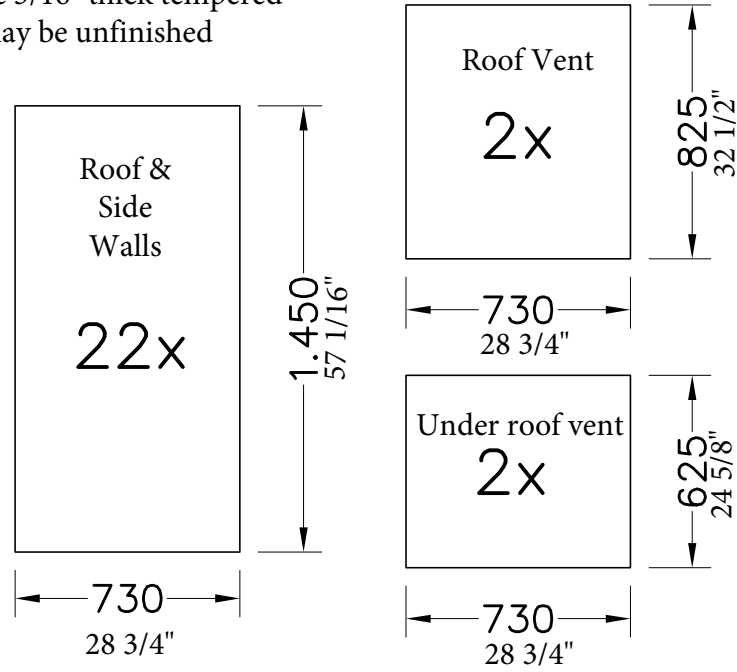 3/16" thick tempered
may be unfinished
Roof &
Side
Walls
22x
1.450
57 1/16"
730
28 3/4"
Roof Vent
2x
825
32 1/2"
730
28 3/4"
Under roof vent
2x
625
24 5/8"
730
28 3/4"